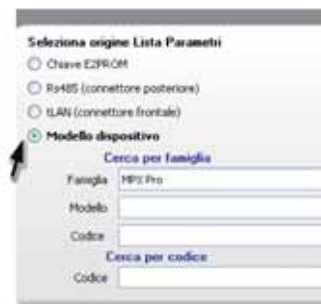 Seleziona origine Lista Parametri
Chiave E2PROM
Rs485 (connettore posteriore)
tLAN (connettore frontale)
Modello dispositivo
Cerca per famiglia
Famiglia MPX Pro
Modello
Codice
Cerca per codice
Codice